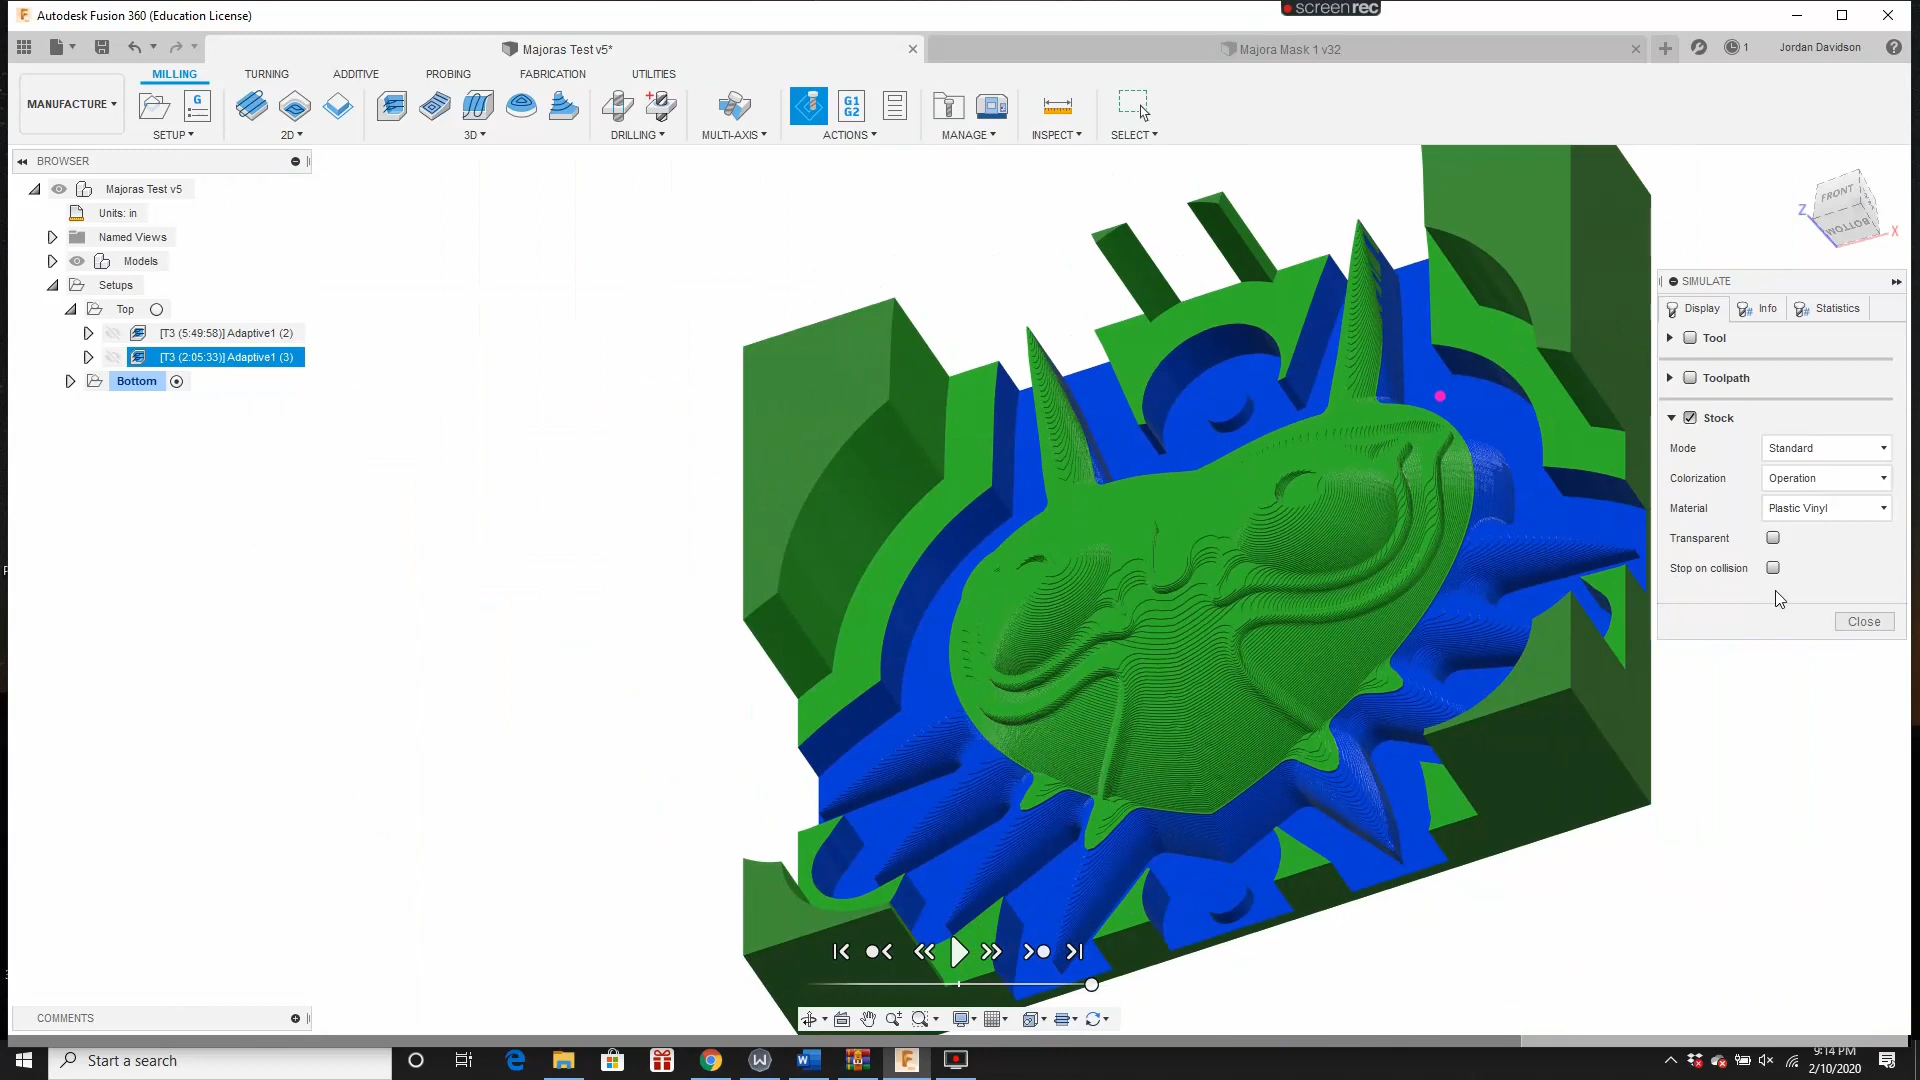 screenrec
Autodesk Fusion 360 (Education License)
Majoras Test v5*
Majora Mask 1 v32
1
Jordan Davidson
MILLING
TURNING
ADDITIVE
PROBING
FABRICATION
UTILITIES
MANUFACTURE
G
G1
G2
SETUP
2D
3D
DRILLING
MULTI-AXIS
ACTIONS
MANAGE
INSPECT
SELECT
BROWSER
Majoras Test v5
Units: in
Named Views
Models
Setups
Top
[T3 (5:49:58)] Adaptive1 (2)
[T3 (2:05:33)] Adaptive1 (3)
Bottom
FRONT
BOTTOM
Z
X
SIMULATE
Display
Info
Statistics
Tool
Toolpath
Stock
Mode
Standard
Colorization
Operation
Material
Plastic Vinyl
Transparent
Stop on collision
Close
COMMENTS
Start a search
9:14 PM
2/10/2020